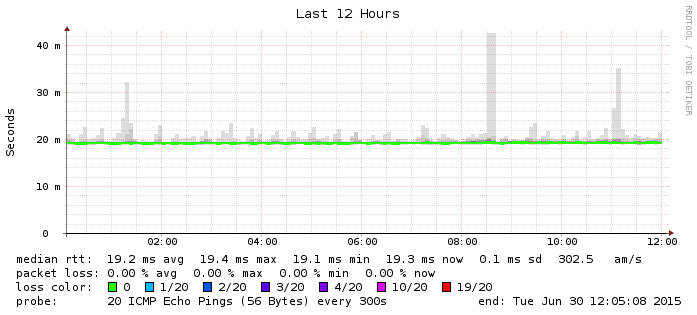 Last 12 Hours
RRDTOOL / TOBI OETIKER
Seconds
40 m
30 m
20 m
10 m
0
02:00 04:00 06:00 08:00 10:00 12:00
median rtt: 19.2 ms avg 19.4 ms max 19.1 ms min 19.3 ms now 0.1 ms sd 302.5 am/s
packet loss: 0.00 % avg 0.00 % max 0.00 % min 0.00 % now
loss color: 0 1/20 2/20 3/20 4/20 10/20 19/20
probe: 20 ICMP Echo Pings (56 Bytes) every 300s end: Tue Jun 30 12:05:08 2015